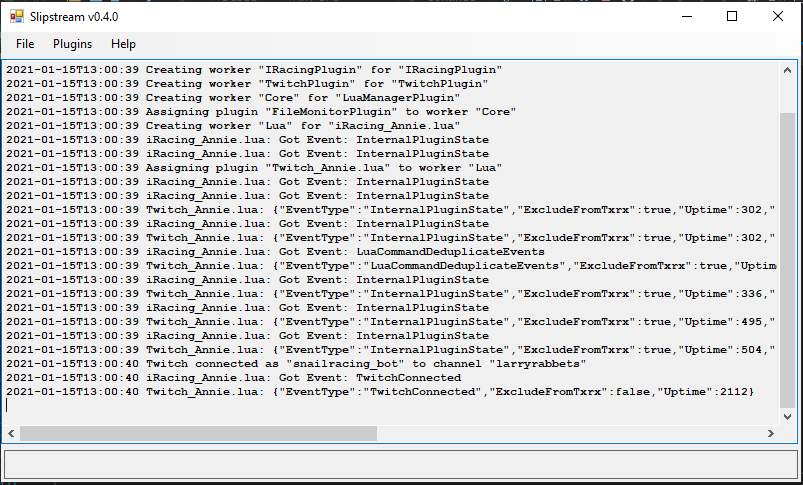 Slipstream v0.4.0
File Plugins Help
2021-01-15T13:00:39 Creating worker "IRacingPlugin" for "IRacingPlugin"
2021-01-15T13:00:39 Creating worker "TwitchPlugin" for "TwitchPlugin"
2021-01-15T13:00:39 Creating worker "Core" for "LuaManagerPlugin"
2021-01-15T13:00:39 Assigning plugin "FileMonitorPlugin" to worker "Core"
2021-01-15T13:00:39 Creating worker "Lua" for "iRacing_Annie.lua"
2021-01-15T13:00:39 iRacing_Annie.lua: Got Event: InternalPluginState
2021-01-15T13:00:39 iRacing_Annie.lua: Got Event: InternalPluginState
2021-01-15T13:00:39 Assigning plugin "Twitch_Annie.lua" to worker "Lua"
2021-01-15T13:00:39 iRacing_Annie.lua: Got Event: InternalPluginState
2021-01-15T13:00:39 iRacing_Annie.lua: Got Event: InternalPluginState
2021-01-15T13:00:39 Twitch_Annie.lua: {"EventType":"InternalPluginState","ExcludeFromTxrx":true,"Uptime":302,"
2021-01-15T13:00:39 iRacing_Annie.lua: Got Event: InternalPluginState
2021-01-15T13:00:39 Twitch_Annie.lua: {"EventType":"InternalPluginState","ExcludeFromTxrx":true,"Uptime":302,"
2021-01-15T13:00:39 iRacing_Annie.lua: Got Event: LuaCommandDeduplicateEvents
2021-01-15T13:00:39 Twitch_Annie.lua: {"EventType":"LuaCommandDeduplicateEvents","ExcludeFromTxrx":true,"Uptim
2021-01-15T13:00:39 iRacing_Annie.lua: Got Event: InternalPluginState
2021-01-15T13:00:39 Twitch_Annie.lua: {"EventType":"InternalPluginState","ExcludeFromTxrx":true,"Uptime":336,"
2021-01-15T13:00:39 iRacing_Annie.lua: Got Event: InternalPluginState
2021-01-15T13:00:39 Twitch_Annie.lua: {"EventType":"InternalPluginState","ExcludeFromTxrx":true,"Uptime":495,"
2021-01-15T13:00:39 iRacing_Annie.lua: Got Event: InternalPluginState
2021-01-15T13:00:39 Twitch_Annie.lua: {"EventType":"InternalPluginState","ExcludeFromTxrx":true,"Uptime":504,"
2021-01-15T13:00:40 Twitch connected as "snailracing_bot" to channel "larryrabbets"
2021-01-15T13:00:40 iRacing_Annie.lua: Got Event: TwitchConnected
2021-01-15T13:00:40 Twitch_Annie.lua: {"EventType":"TwitchConnected","ExcludeFromTxrx":false,"Uptime":2112}